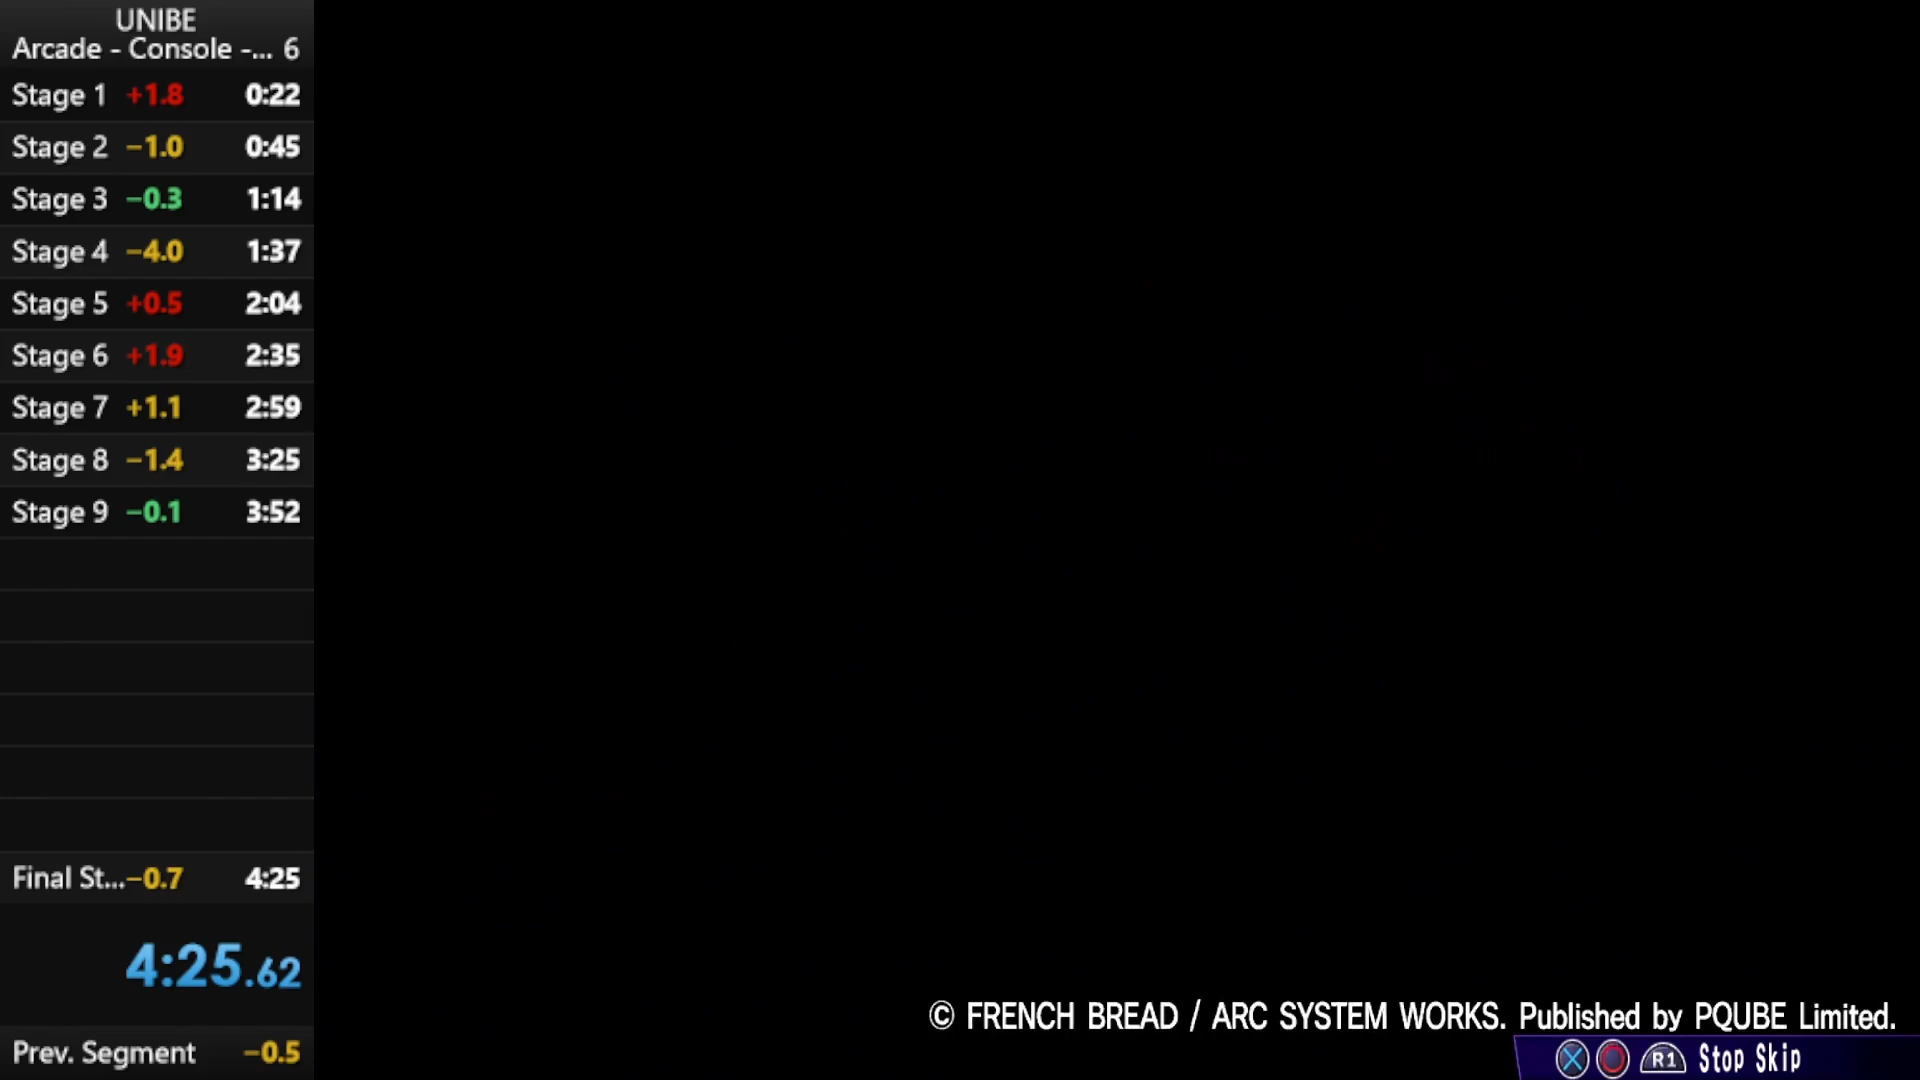 UNIBE
Arcade - Console -... 6
Stage 1 +1.8 0:22
Stage 2 −1.0 0:45
Stage 3 −0.3 1:14
Stage 4 −4.0 1:37
Stage 5 +0.5 2:04
Stage 6 +1.9 2:35
Stage 7 +1.1 2:59
Stage 8 −1.4 3:25
Stage 9 −0.1 3:52
Final St... −0.7 4:25
4:25.62
Prev. Segment −0.5
© FRENCH BREAD / ARC SYSTEM WORKS. Published by PQUBE Limited.
R1 Stop Skip